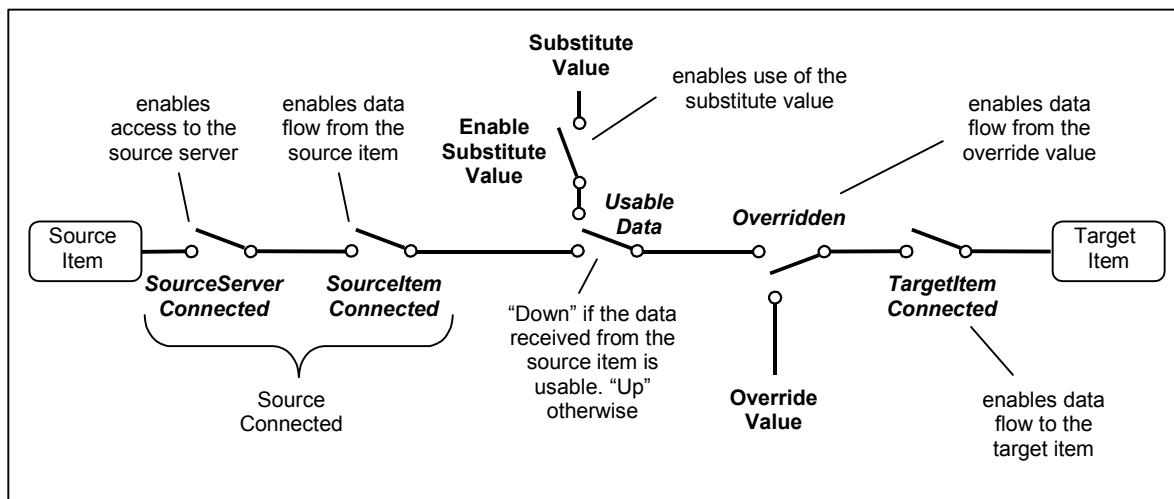 Substitute
Value
enables
access to the
source server
enables data
flow from the
source item
Enable
Substitute
Value
enables use of the
substitute value
enables data
flow from the
override value
Usable
Data
Overridden
Source
Item
Target
Item
SourceServer
Connected
SourceItem
Connected
TargetItem
Connected
“Down” if the data
received from the
source item is
usable. “Up”
otherwise
Source
Connected
Override
Value
enables data
flow to the
target item